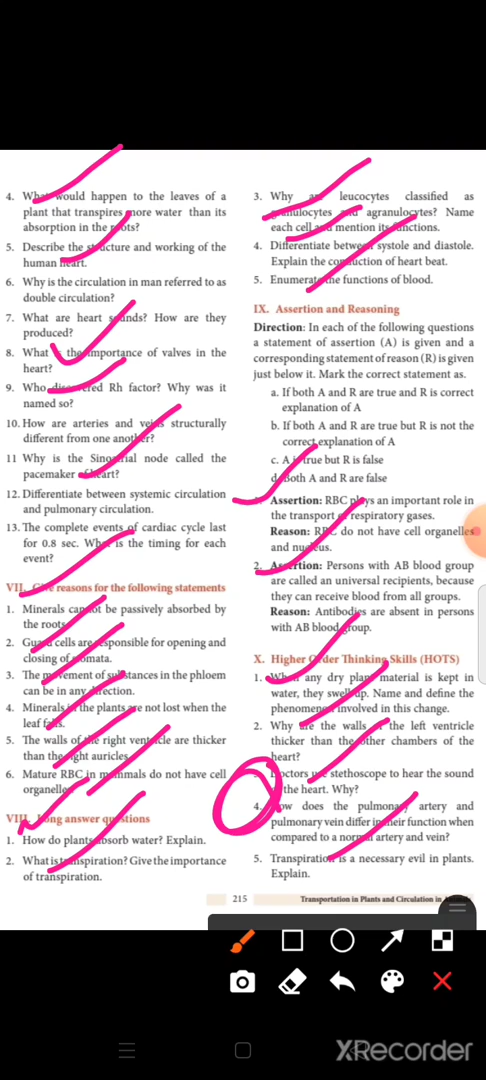 4. What would happen to the leaves of a
plant that transpires more water than its
absorption in the roots?
5. Describe the structure and working of the
human heart.
6. Why is the circulation in man referred to as
double circulation?
7. What are heart sounds? How are they
produced?
8. What is the importance of valves in the
heart?
9. Who discovered Rh factor? Why was it
named so?
10. How are arteries and veins structurally
different from one another?
11 Why is the Sinoatrial node called the
pacemaker of heart?
12. Differentiate between systemic circulation
and pulmonary circulation.
13. The complete events of cardiac cycle last
for 0.8 sec. What is the timing for each
event?
VII. Give reasons for the following statements
1. Minerals cannot be passively absorbed by
the roots.
2. Guard cells are responsible for opening and
closing of stomata.
3. The movement of substances in the phloem
can be in any direction.
4. Minerals in the plants are not lost when the
leaf falls.
5. The walls of the right ventricle are thicker
than the right auricles.
6. Mature RBC in mammals do not have cell
organelles.
VIII. Long answer questions
1. How do plants absorb water? Explain.
2. What is transpiration? Give the importance
of transpiration.
3. Why are leucocytes classified as
granulocytes and agranulocytes? Name
each cell and mention its functions.
4. Differentiate between systole and diastole.
Explain the conduction of heart beat.
5. Enumerate the functions of blood.
IX. Assertion and Reasoning
Direction: In each of the following questions
a statement of assertion (A) is given and a
corresponding statement of reason (R) is given
just below it. Mark the correct statement as.
a. If both A and R are true and R is correct
explanation of A
b. If both A and R are true but R is not the
correct explanation of A
c. A is true but R is false
d. Both A and R are false
Assertion: RBC plays an important role in
the transport of respiratory gases.
Reason: RBC do not have cell organelles
and nucleus.
2. Assertion: Persons with AB blood group
are called an universal recipients, because
they can receive blood from all groups.
Reason: Antibodies are absent in persons
with AB blood group.
X. Higher Order Thinking Skills (HOTS)
1. When any dry plant material is kept in
water, they swell up. Name and define the
phenomenon involved in this change.
2. Why are the walls of the left ventricle
thicker than the other chambers of the
heart?
Doctors use stethoscope to hear the sound
of the heart. Why?
4. How does the pulmonary artery and
pulmonary vein differ in their function when
compared to a normal artery and vein?
5. Transpiration is a necessary evil in plants.
Explain.
215 Transportation in Plants and Circulation in
XRecorder